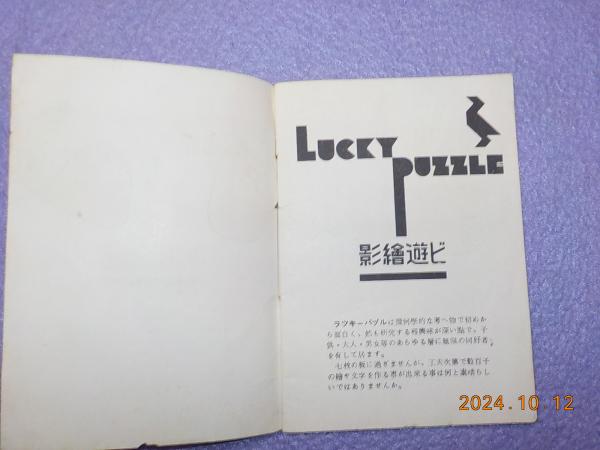 LUCKY
PUZZLE
影繪遊ビ
ラツキーパヅルは幾何學的な考へ物で初めか
ら面白く、然も研究する程興味が深い點で、子
供・大人・男女等のあらゆる層に無限の同好者
を有して居ます。
七枚の板に過ぎませんが、工夫次第で數百千
の繪や文字を作る事が出來る事は何と素晴らし
いではありませんか。
2024.10.12